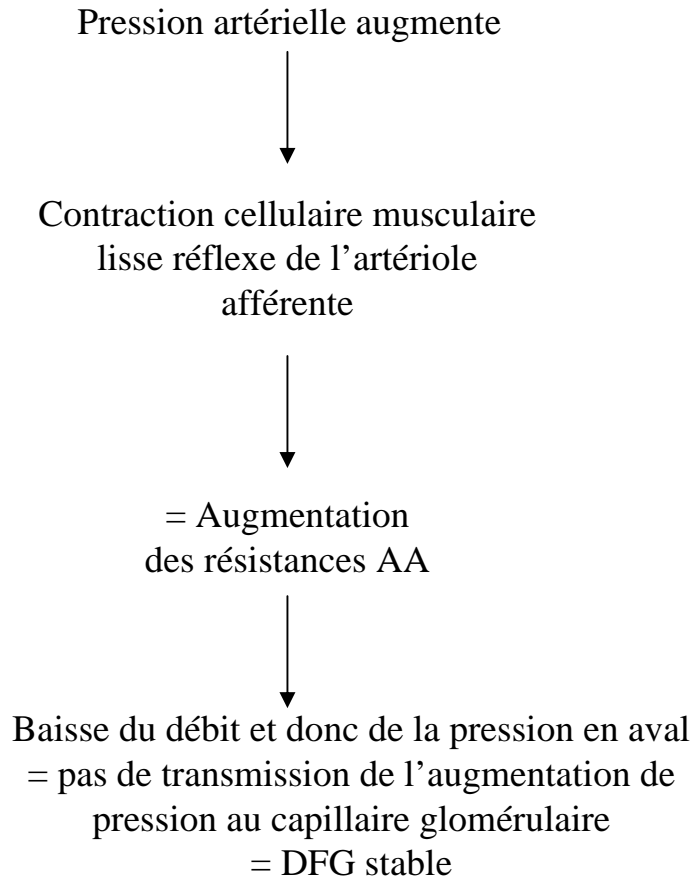 Pression artérielle augmente
Contraction cellulaire musculaire
lisse réflexe de l’artériole
afférente
= Augmentation
des résistances AA
Baisse du débit et donc de la pression en aval
= pas de transmission de l’augmentation de
pression au capillaire glomérulaire
= DFG stable